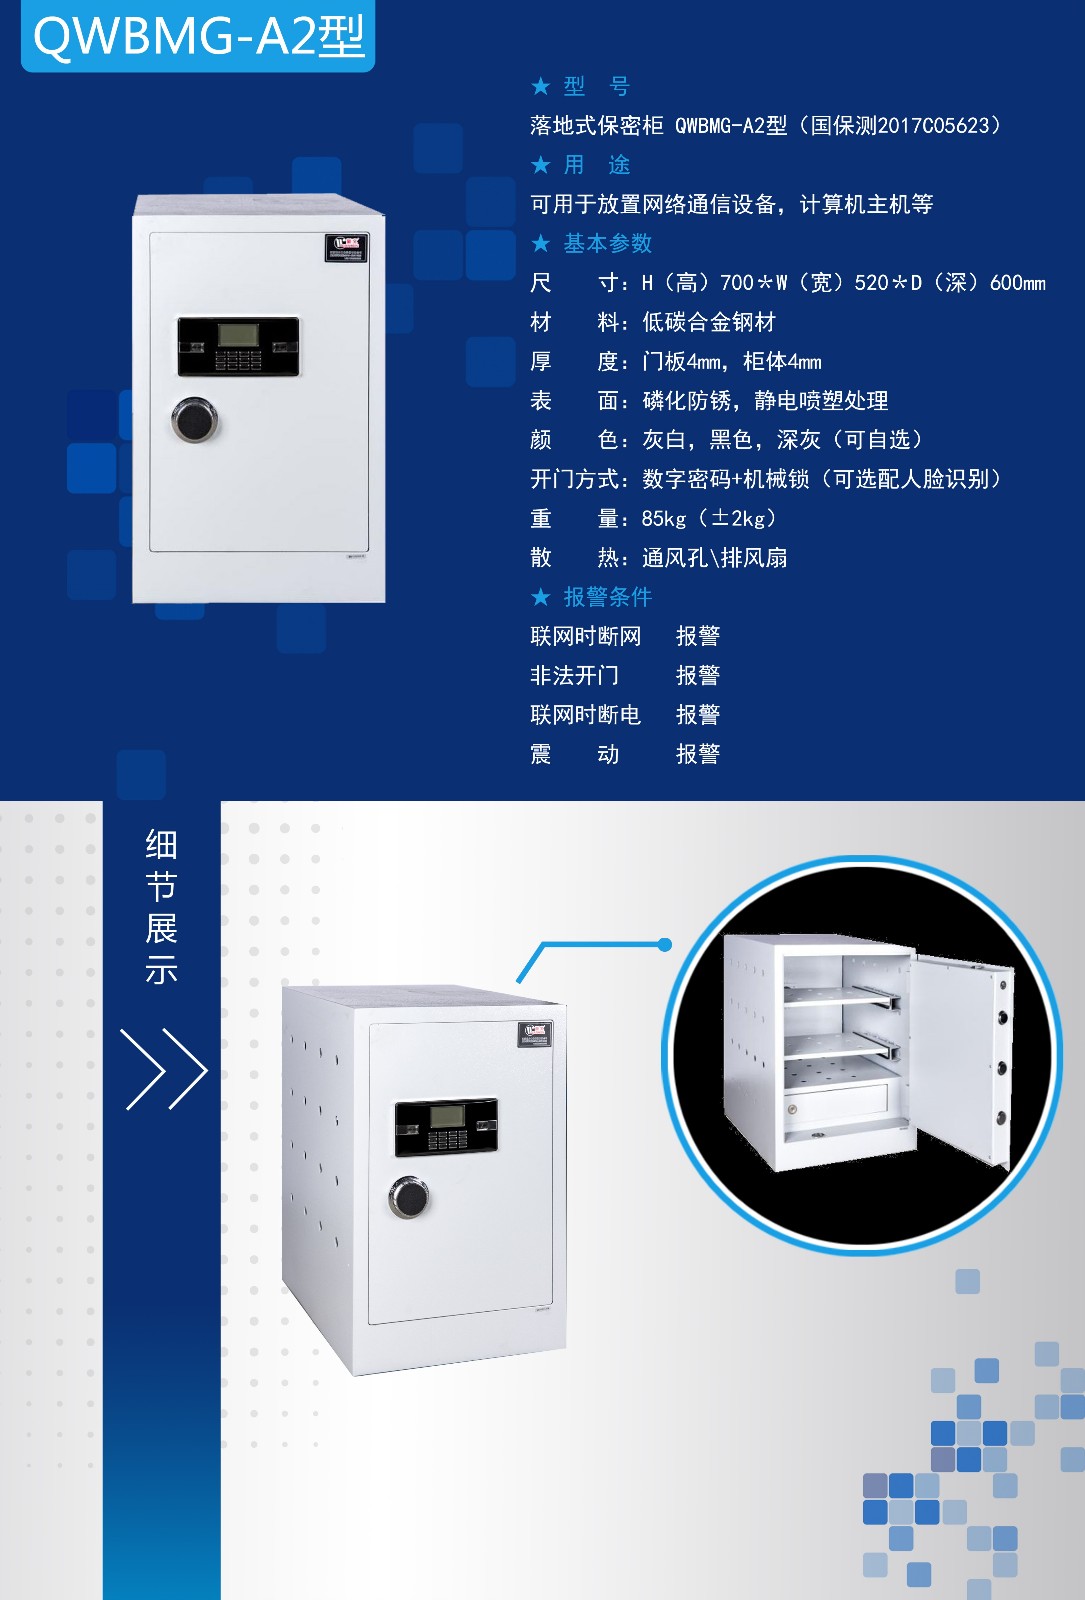 QWBMG-A2型
★ 型 号
落地式保密柜 QWBMG-A2型（国保测2017C05623）
★ 用 途
可用于放置网络通信设备，计算机主机等
★ 基本参数
尺 寸：H（高）700＊W（宽）520＊D（深）600mm
材 料：低碳合金钢材
厚 度：门板4mm，柜体4mm
表 面：磷化防锈，静电喷塑处理
颜 色：灰白，黑色，深灰（可自选）
开门方式：数字密码+机械锁（可选配人脸识别）
重 量：85kg（±2kg）
散 热：通风孔\排风扇
★ 报警条件
联网时断网 报警
非法开门 报警
联网时断电 报警
震 动 报警
细节展示